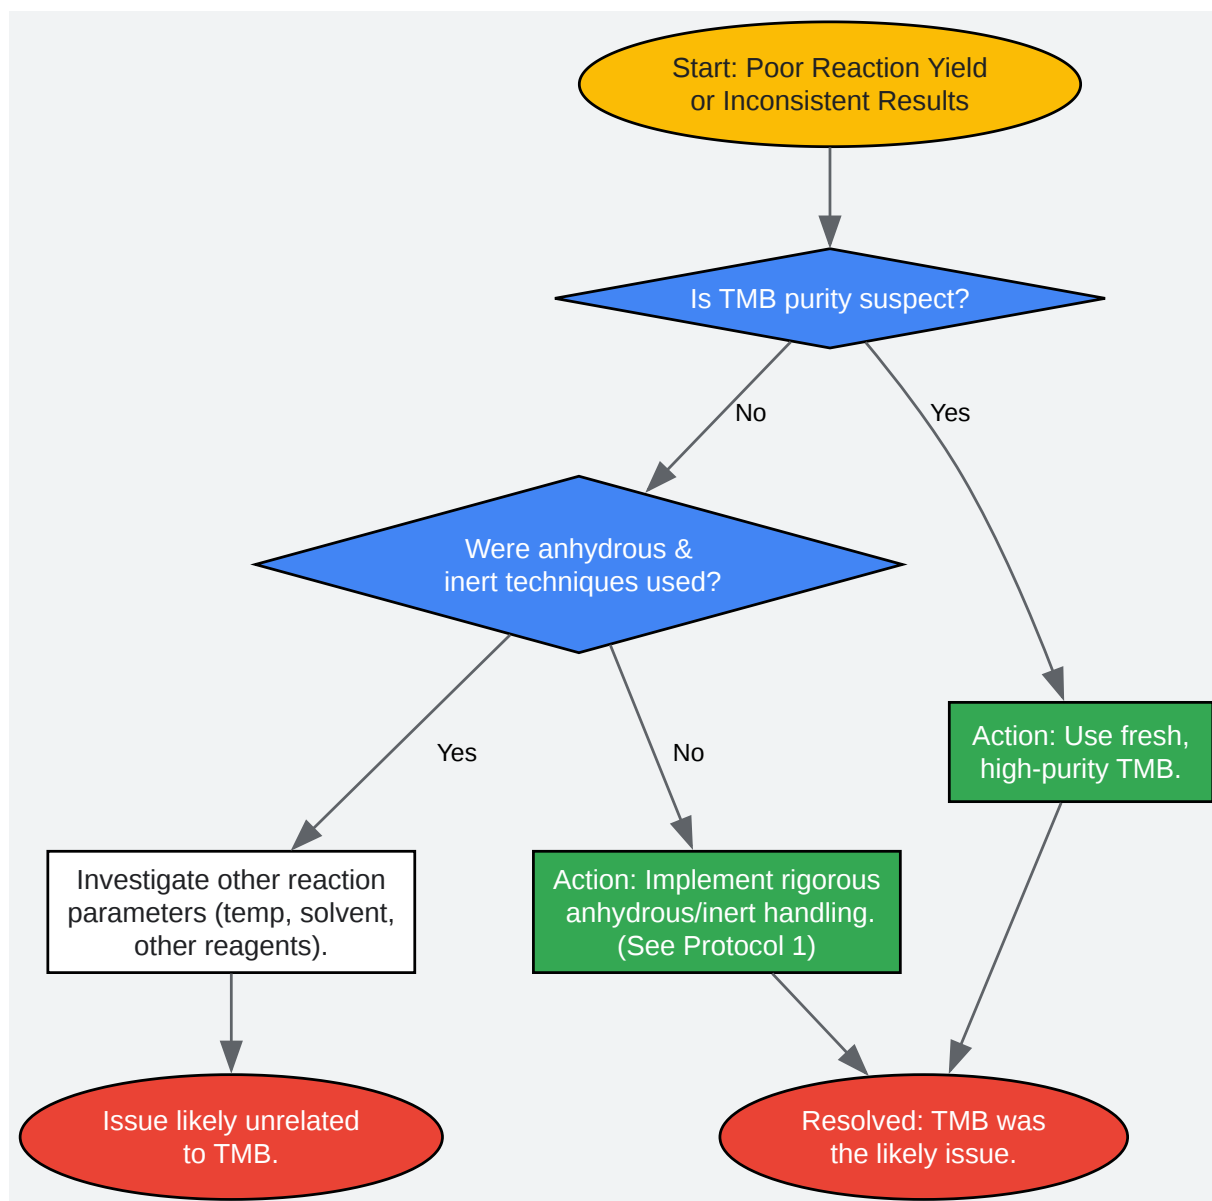 Start: Poor Reaction Yield
or Inconsistent Results
Is TMB purity suspect?
No
Yes
Were anhydrous &
inert techniques used?
Yes
No
Action: Use fresh,
high-purity TMB.
Investigate other reaction
parameters (temp, solvent,
other reagents).
Action: Implement rigorous
anhydrous/inert handling.
(See Protocol 1)
Issue likely unrelated
to TMB.
Resolved: TMB was
the likely issue.